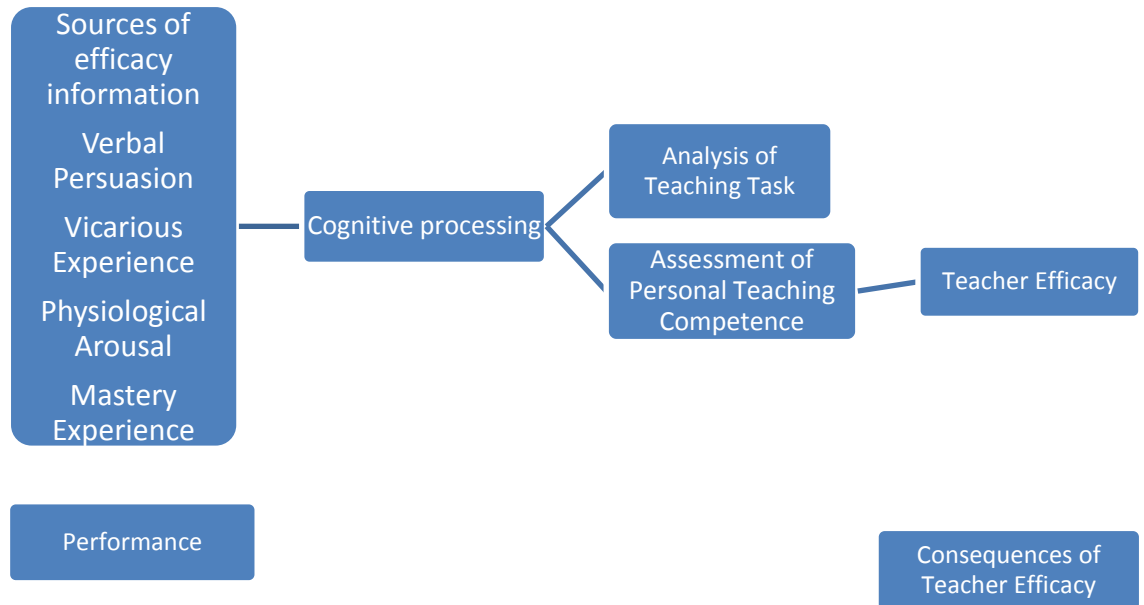 Sources of
efficacy
information
Verbal
Persuasion
Vicarious
Experience
Physiological
Arousal
Mastery
Experience
Cognitive processing
Analysis of
Teaching Task
Assessment of
Personal Teaching
Competence
Teacher Efficacy
Performance
Consequences of
Teacher Efficacy